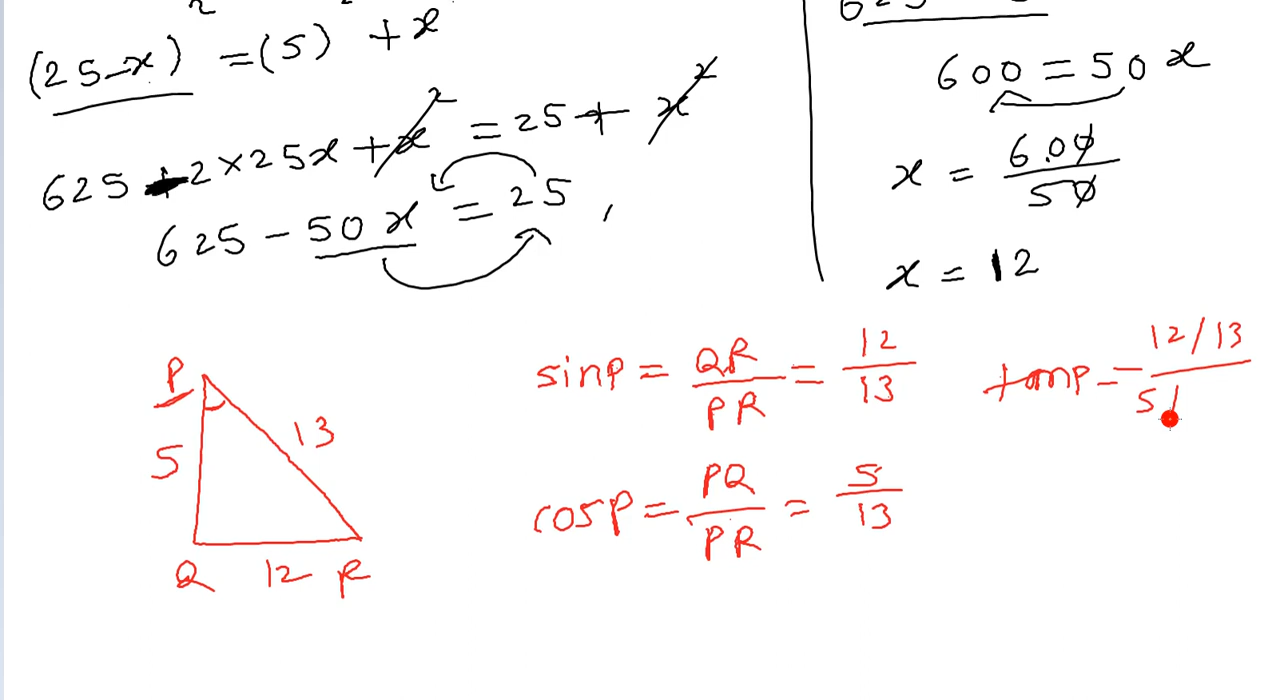 (25-x)² = (5)² + x
625 - 2×25x + x² = 25 + x²
625 - 50x = 25,
600 = 50x
x = 600/50
x = 12
P
5
13
Q 12 R
sinP = QR/PR = 12/13
cosP = PQ/PR = 5/13
tanP = 12/13 / 5/